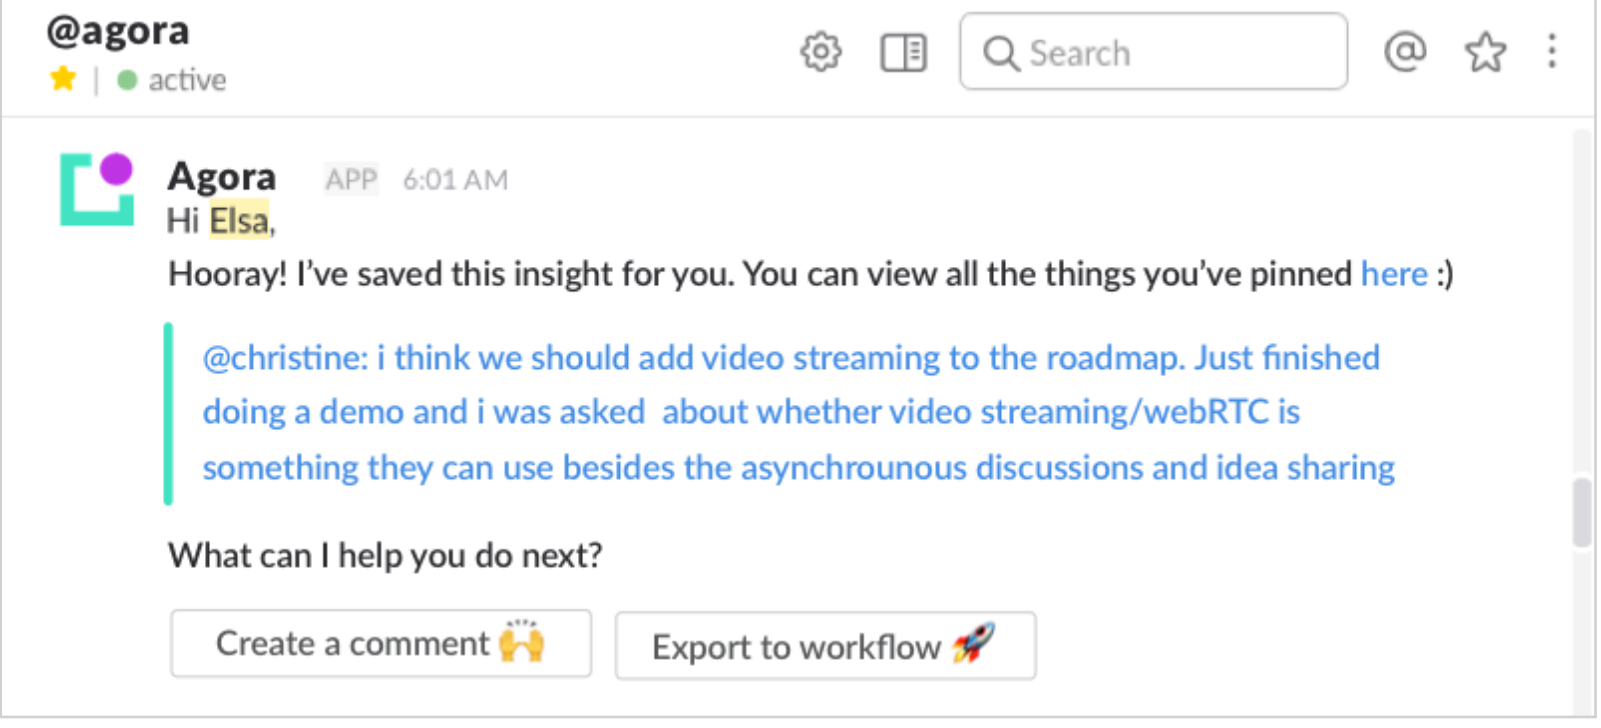 @agora
active
Search
Agora APP 6:01 AM
Hi Elsa,
Hooray! I’ve saved this insight for you. You can view all the things you’ve pinned here :)
@christine: i think we should add video streaming to the roadmap. Just finished
doing a demo and i was asked  about whether video streaming/webRTC is
something they can use besides the asynchrounous discussions and idea sharing
What can I help you do next?
Create a comment 🙌
Export to workflow 🚀